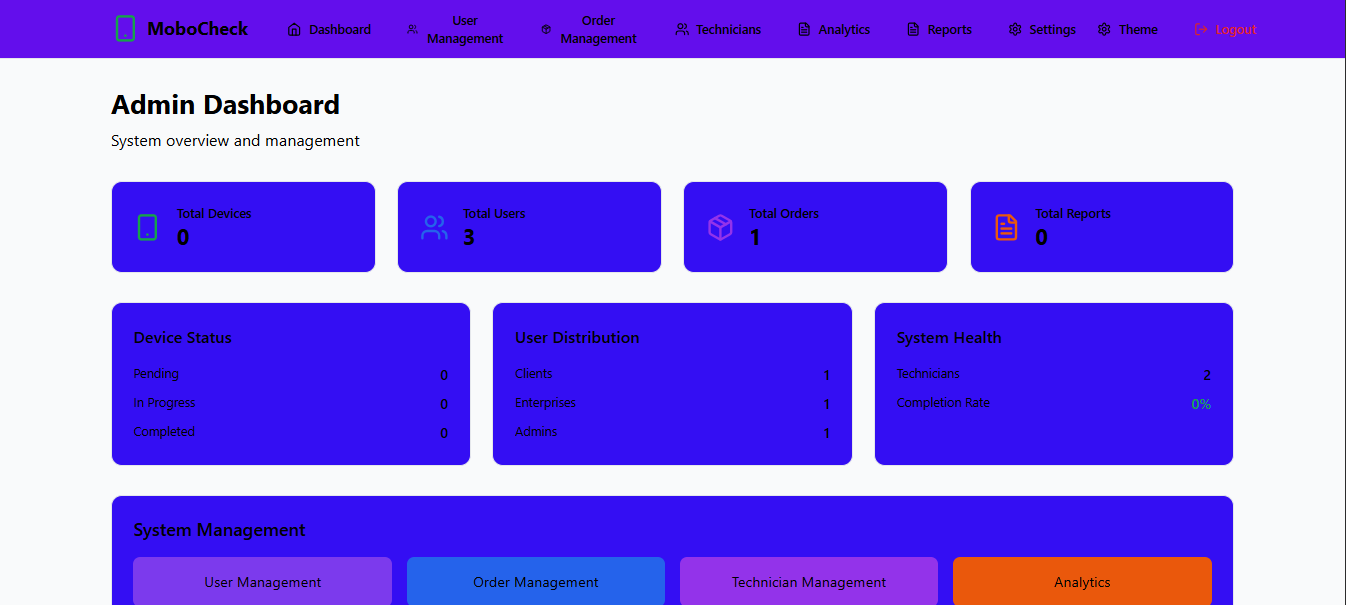 MoboCheck
Dashboard
User
Management
Order
Management
Technicians
Analytics
Reports
Settings
Theme
Logout
Admin Dashboard
System overview and management
Total Devices
0
Total Users
3
Total Orders
1
Total Reports
0
Device Status
Pending 0
In Progress 0
Completed 0
User Distribution
Clients 1
Enterprises 1
Admins 1
System Health
Technicians 2
Completion Rate 0%
System Management
User Management
Order Management
Technician Management
Analytics